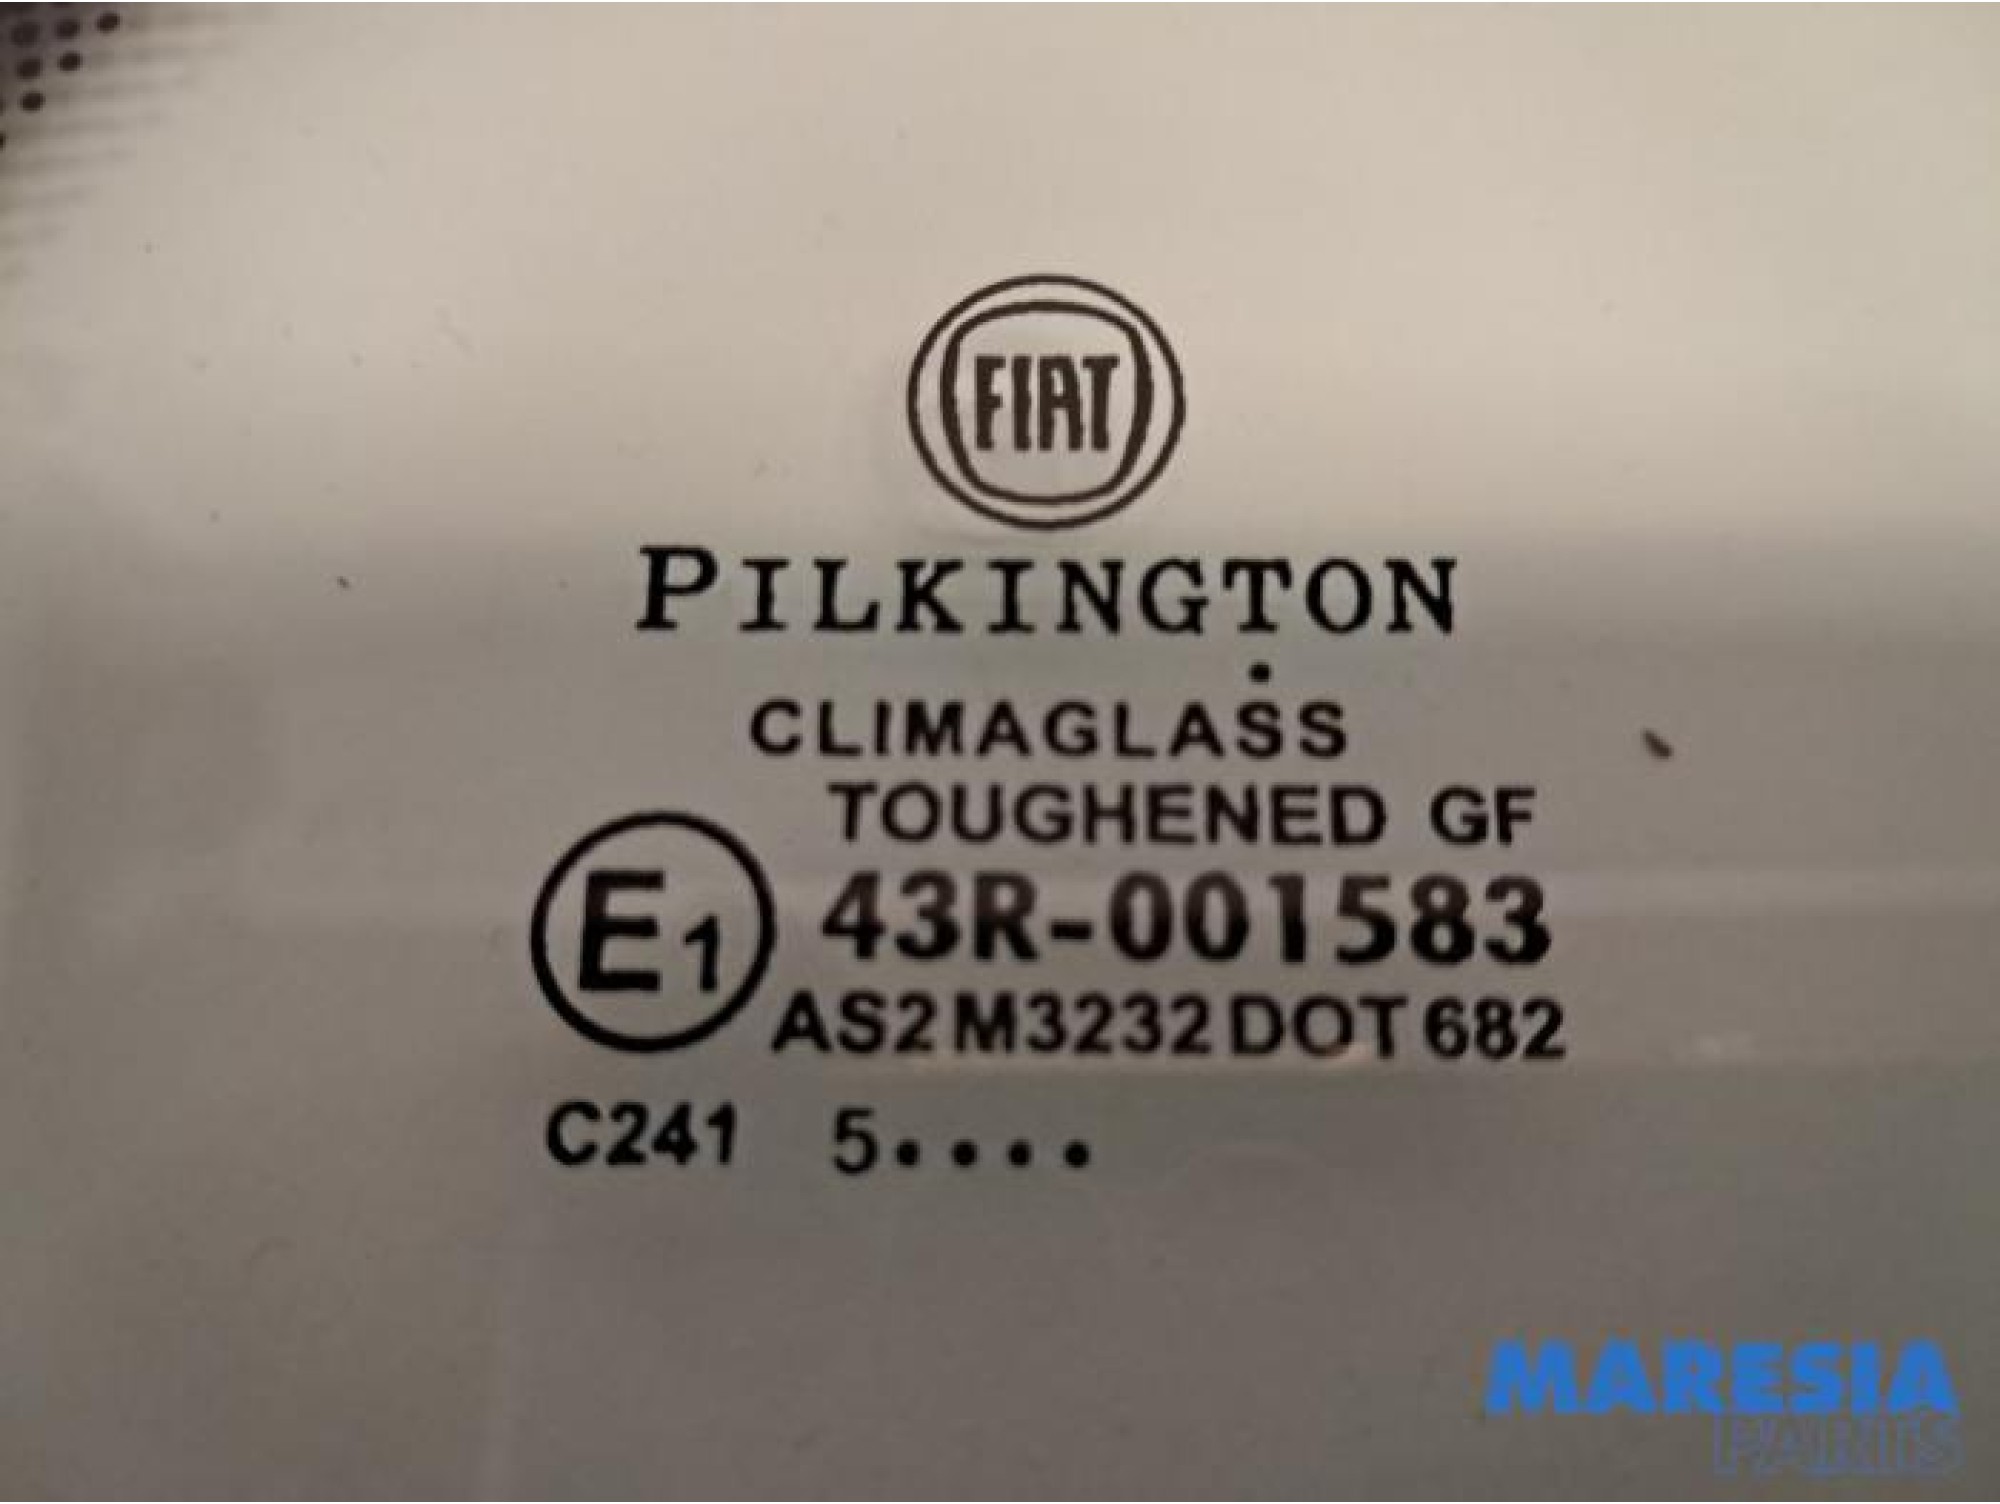 FIAT
PILKINGTON
CLIMAGLASS
TOUGHENED GF
E1 43R-001583
AS2 M3232 DOT 682
C241 5••••
MARESIA
PARTS